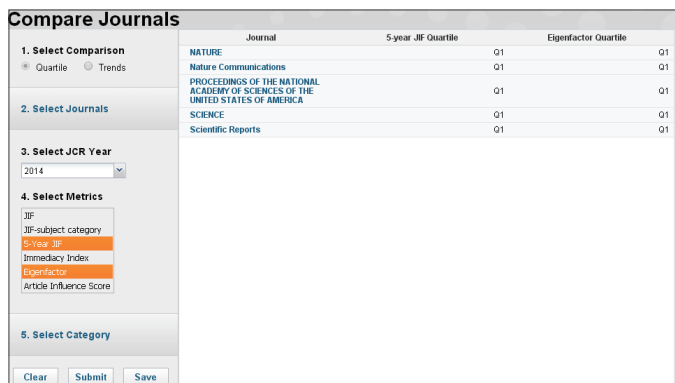 Compare Journals
1. Select Comparison
Quartile Trends
2. Select Journals
3. Select JCR Year
2014
4. Select Metrics
JIF
JIF-subject category
5-Year JIF
Immediacy Index
Eigenfactor
Article Influence Score
5. Select Category
Clear Submit Save
Journal 5-year JIF Quartile Eigenfactor Quartile
NATURE Q1 Q1
Nature Communications Q1 Q1
PROCEEDINGS OF THE NATIONAL
ACADEMY OF SCIENCES OF THE Q1 Q1
UNITED STATES OF AMERICA
SCIENCE Q1 Q1
Scientific Reports Q1 Q1